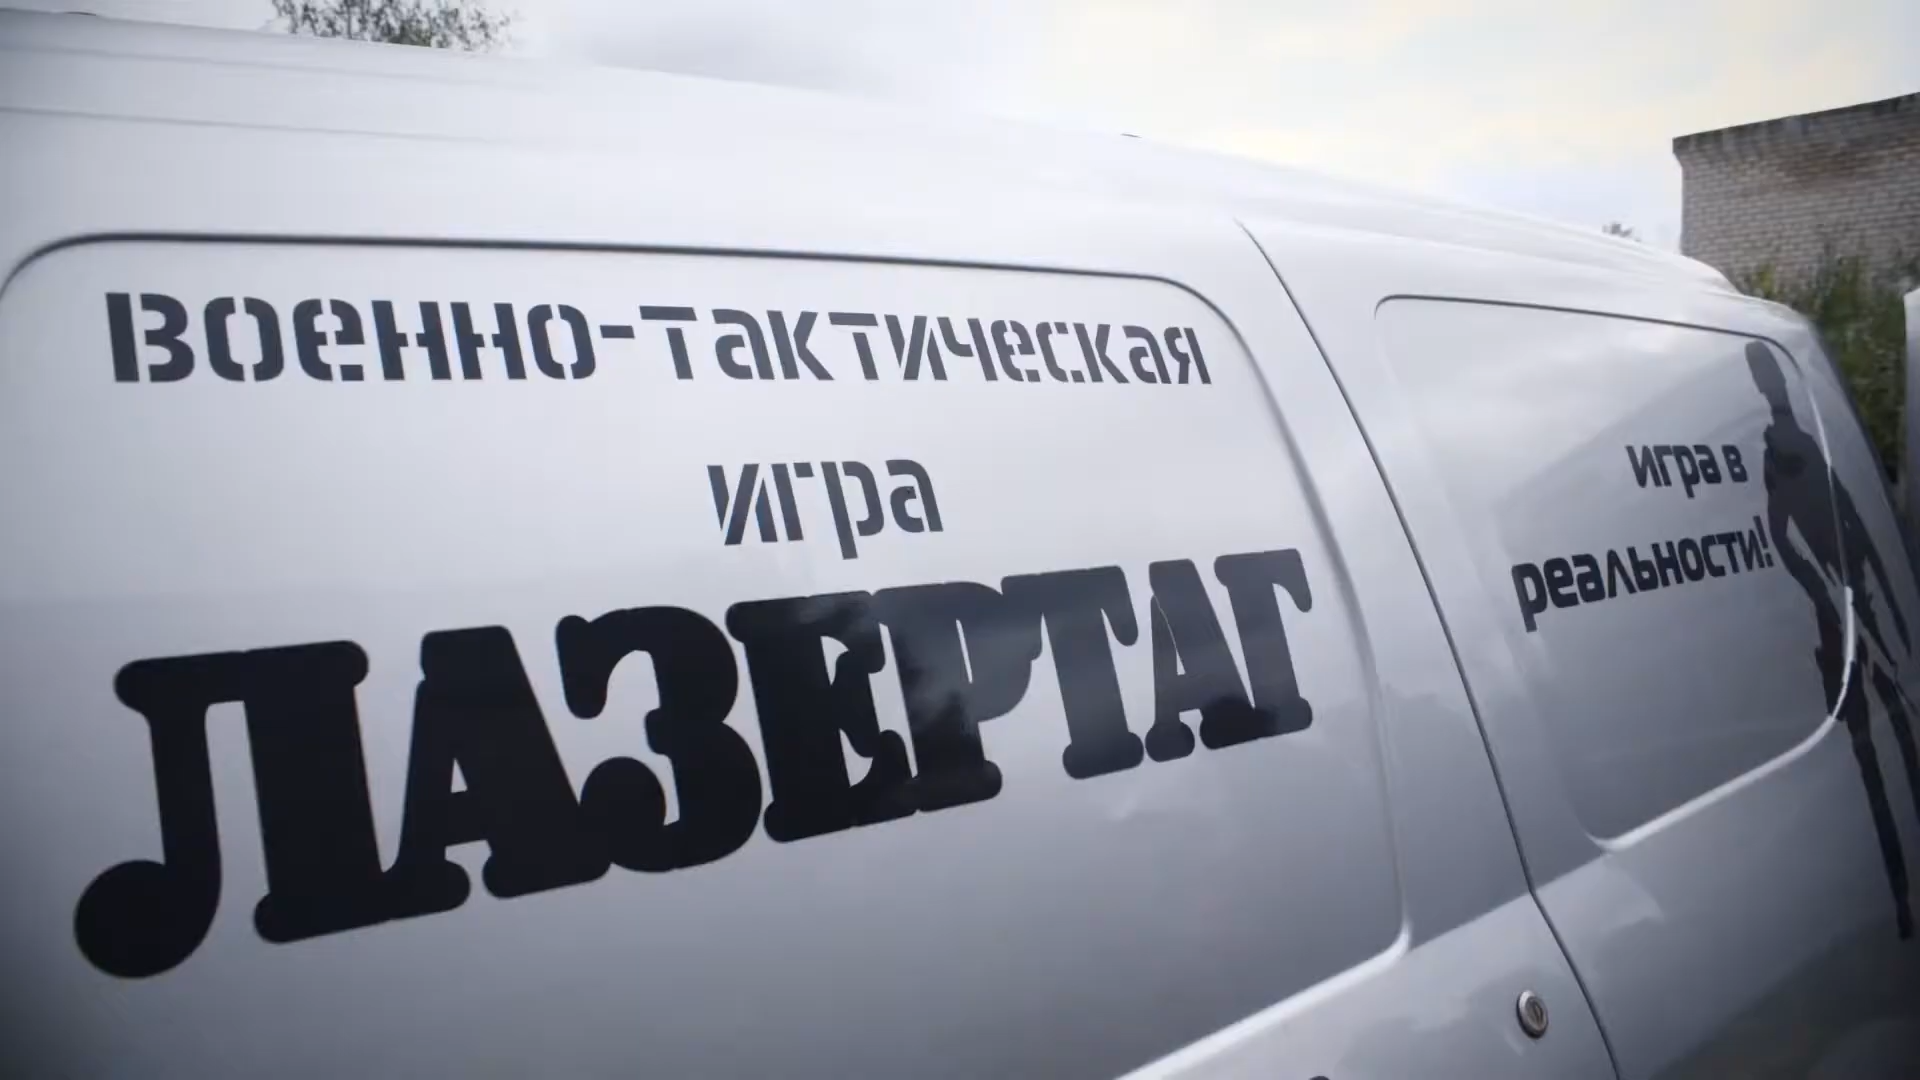 военно-тактическая
игра
ЛАЗЕРТАГ
игра в
реальности!